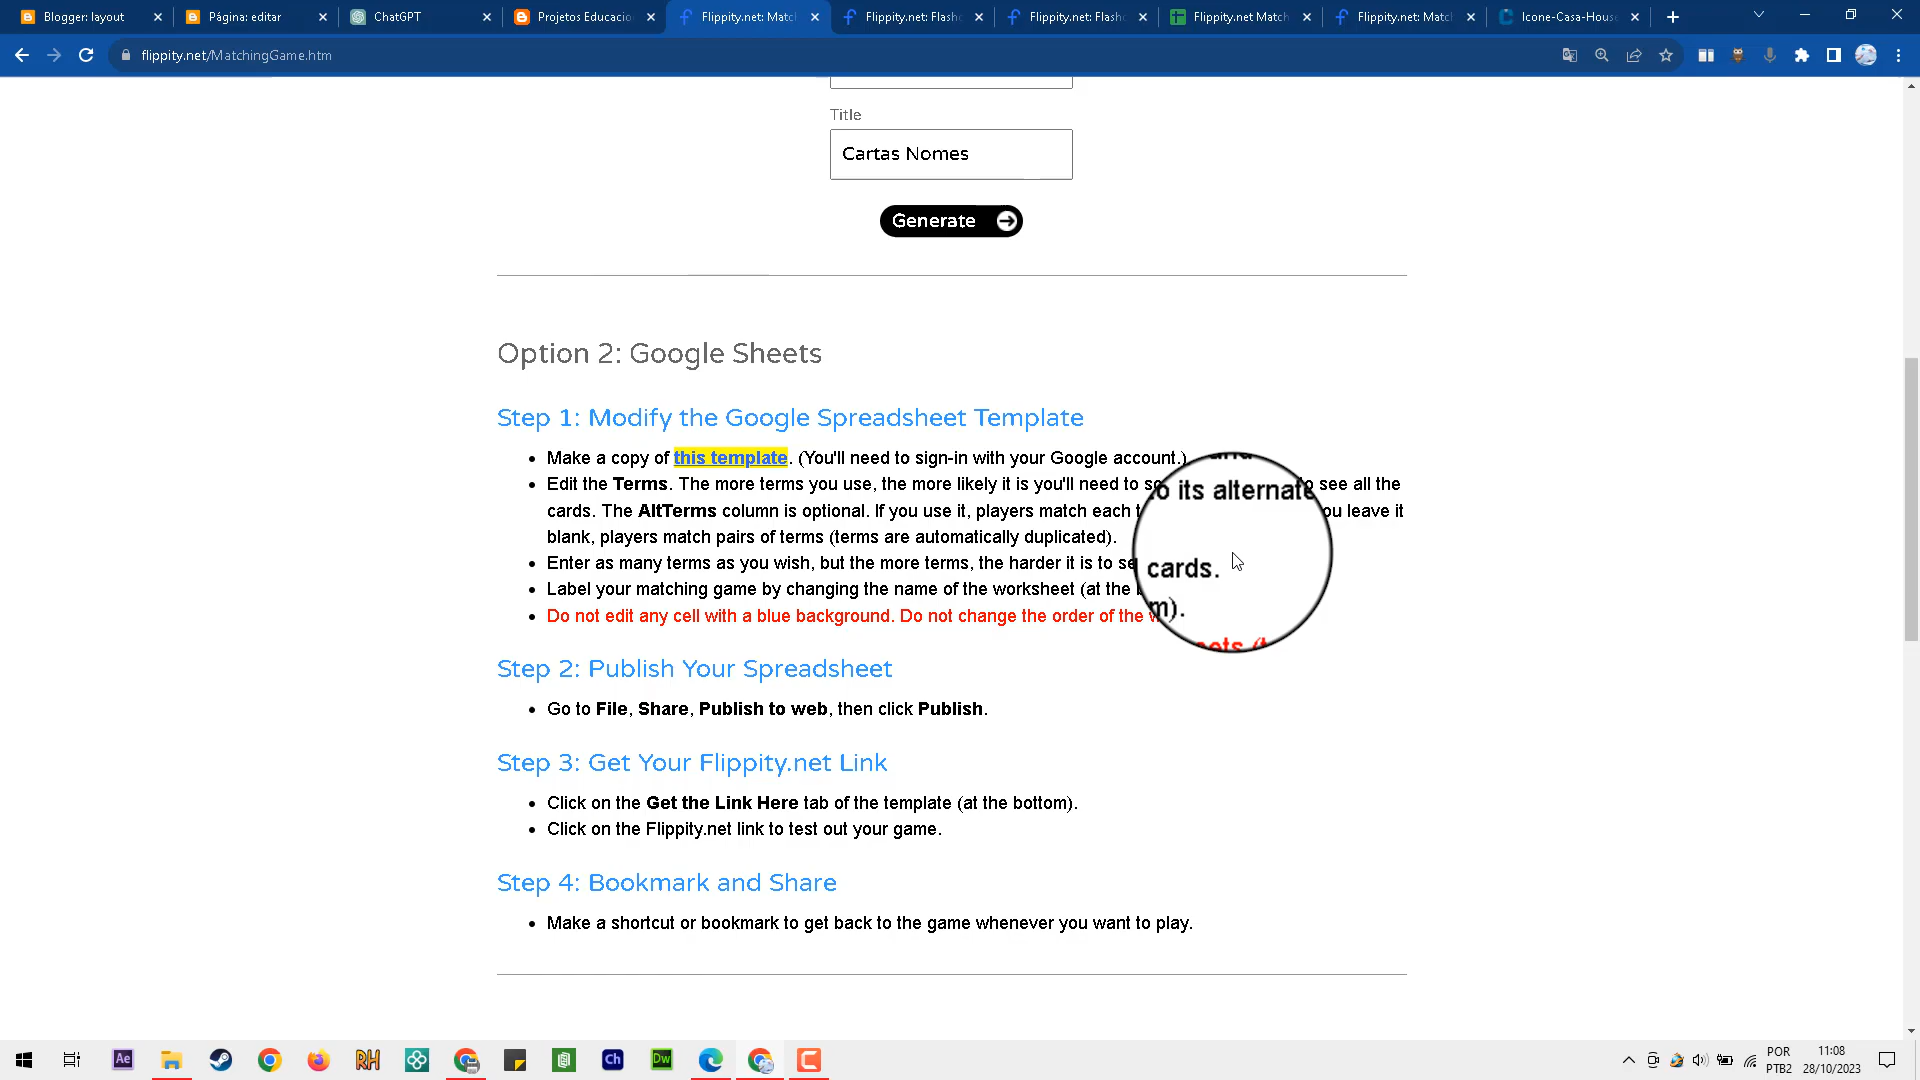 Blogger: layout
Página: editar
ChatGPT
Projetos Educacio
Flippity.net: Matc
Flippity.net: Flash
Flippity.net: Flash
Flippity.net Match
Flippity.net: Matc
Icone-Casa-Hous
flippity.net/MatchingGame.htm
Title
Cartas Nomes
Generate
Option 2: Google Sheets
Step 1: Modify the Google Spreadsheet Template
Make a copy of this template. (You'll need to sign-in with your Google account.)
Edit the Terms. The more terms you use, the more likely it is you'll need to see all the
cards. The AltTerms column is optional. If you use it, players match each to its alternate you leave it
blank, players match pairs of terms (terms are automatically duplicated).
Enter as many terms as you wish, but the more terms, the harder it is to cards.
Label your matching game by changing the name of the worksheet (at the m).
Do not edit any cell with a blue background. Do not change the order of the
Step 2: Publish Your Spreadsheet
Go to File, Share, Publish to web, then click Publish.
Step 3: Get Your Flippity.net Link
Click on the Get the Link Here tab of the template (at the bottom).
Click on the Flippity.net link to test out your game.
Step 4: Bookmark and Share
Make a shortcut or bookmark to get back to the game whenever you want to play.
Ae
RH
Ch
Dw
POR
PTB2
11:08
28/10/2023